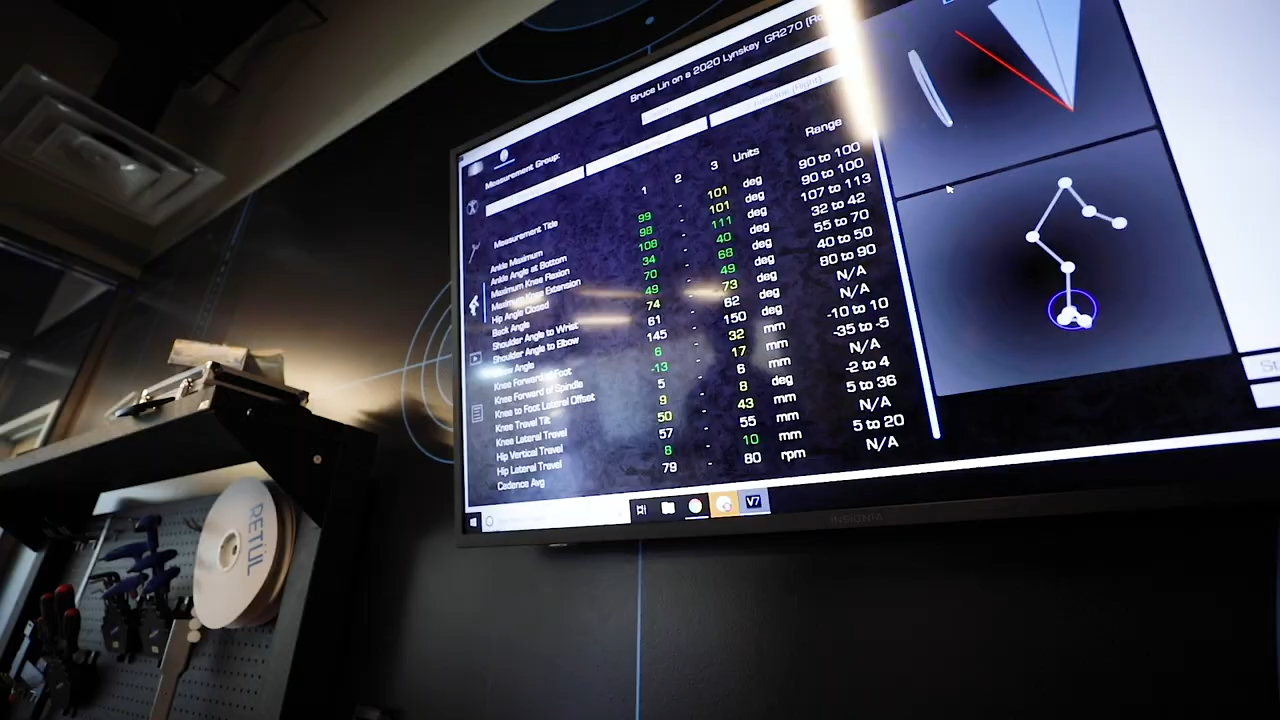 Bruce Lin on a 2020 Lynskey GR270 (Ro
Measurement Group:
Measurement Title 1 2 3 Units Range
Ankle Maximum 99 - 101 deg 90 to 100
Ankle Angle at Bottom 98 - 101 deg 90 to 100
Maximum Knee Flexion 108 - 111 deg 107 to 113
Maximum Knee Extension 34 - 40 deg 32 to 42
Hip Angle Closed 70 - 68 deg 55 to 70
Back Angle 49 - 49 deg 40 to 50
Shoulder Angle to Wrist 74 - 73 deg 80 to 90
Shoulder Angle to Elbow 61 - 62 deg N/A
Angle 145 - 150 deg N/A
Knee Forward of Foot 6 - 32 mm -10 to 10
Knee Forward of Spindle -13 - 17 mm -35 to -5
Knee to Foot Lateral Offset 5 - 6 mm N/A
Knee Travel Tilt 9 - 8 deg -2 to 4
Knee Lateral Travel 50 - 43 mm 5 to 36
Hip Vertical Travel 57 - 55 mm N/A
Hip Lateral Travel 8 - 10 mm 5 to 20
Cadence Avg 79 - 80 rpm N/A
V7
INSIGNIA
RETÜL